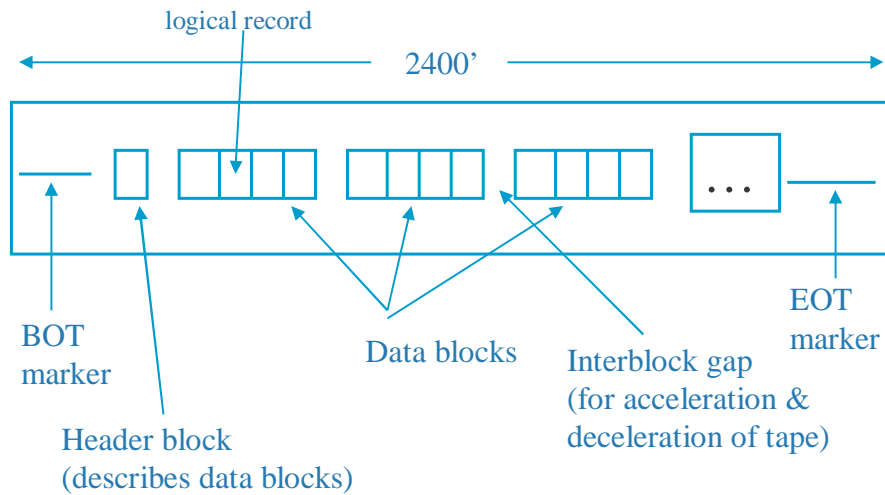 logical record
2400’
...
BOT
marker
Data blocks
Interblock gap
(for acceleration &
deceleration of tape)
EOT
marker
Header block
(describes data blocks)